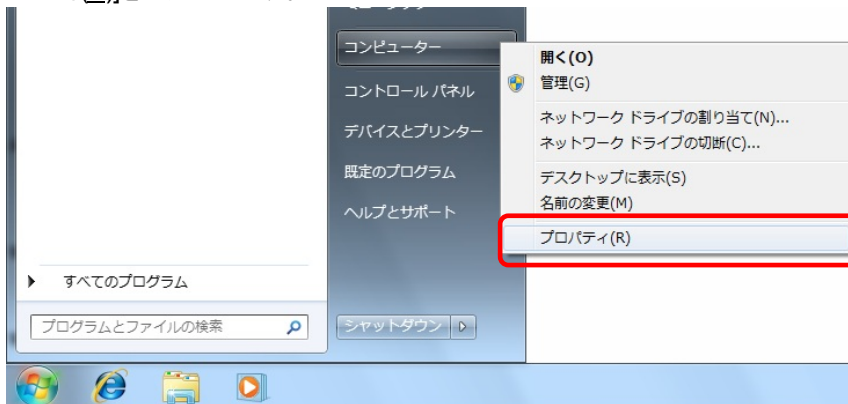 コンピューター
コントロール パネル
デバイスとプリンター
既定のプログラム
ヘルプとサポート
開く(O)
管理(G)
ネットワーク ドライブの割り当て(N)...
ネットワーク ドライブの切断(C)...
デスクトップに表示(S)
名前の変更(M)
プロパティ(R)
すべてのプログラム
プログラムとファイルの検索
シャットダウン